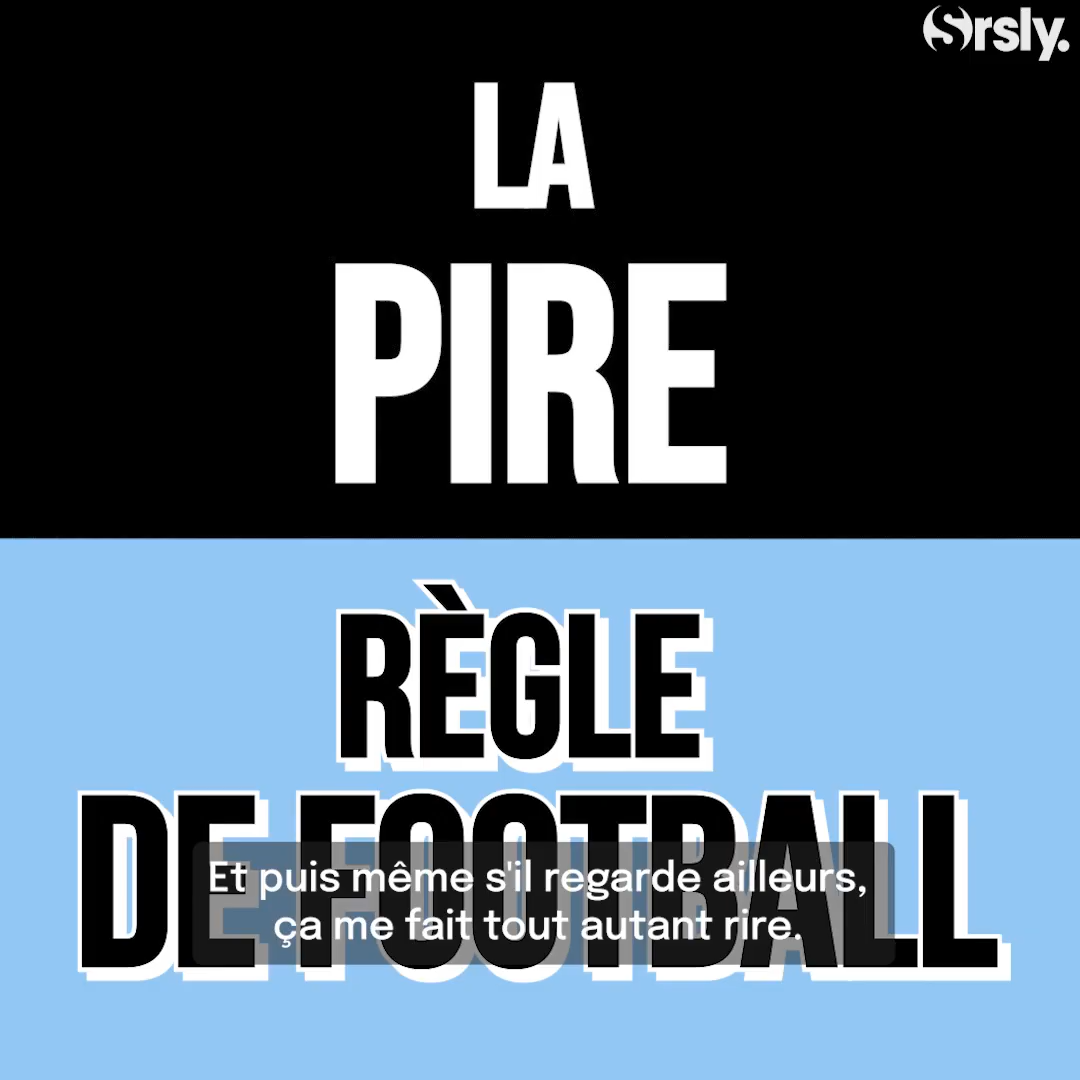 Srsly.
LA
PIRE
RÈGLE
DE FOOTBALL
Et puis même s'il regarde ailleurs,
ça me fait tout autant rire.